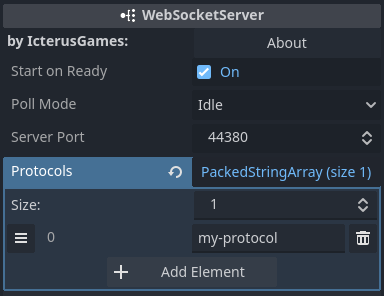 WebSocketServer
by IcterusGames: About
Start on Ready On
Poll Mode Idle
Server Port 44380
Protocols PackedStringArray (size 1)
Size: 1
0 my-protocol
Add Element